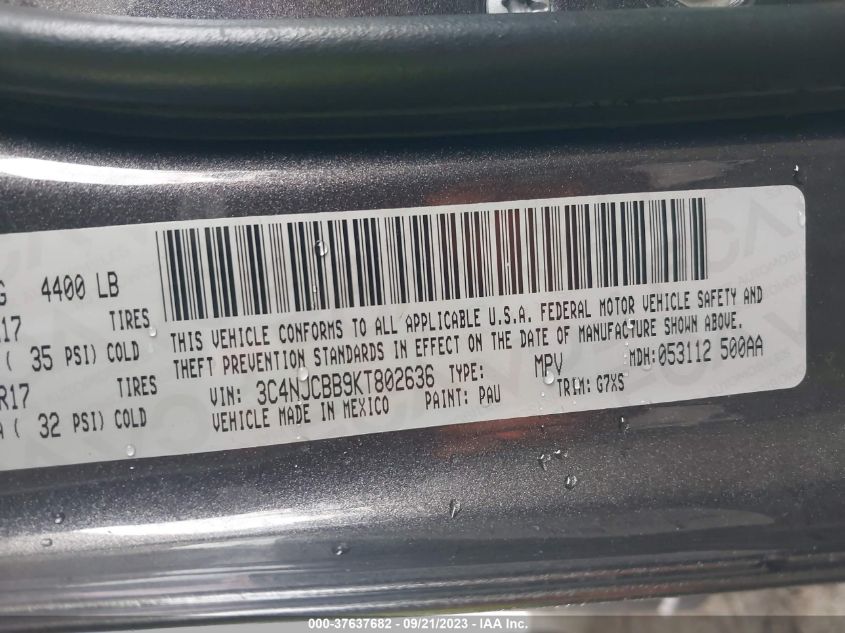 G 4400 LB
R17 TIRES
( 35 PSI) COLD
R17 TIRES
A ( 32 PSI) COLD
THIS VEHICLE CONFORMS TO ALL APPLICABLE U.S.A. FEDERAL MOTOR VEHICLE SAFETY AND
THEFT PREVENTION STANDARDS IN EFFECT ON THE DATE OF MANUFACTURE SHOWN ABOVE.
VIN: 3C4NJCBB9KT802636 TYPE: MPV MDH: 053112 500AA
VEHICLE MADE IN MEXICO PAINT: PAU TRIM: G7X5
000-37637682 - 09/21/2023 - IAA Inc.